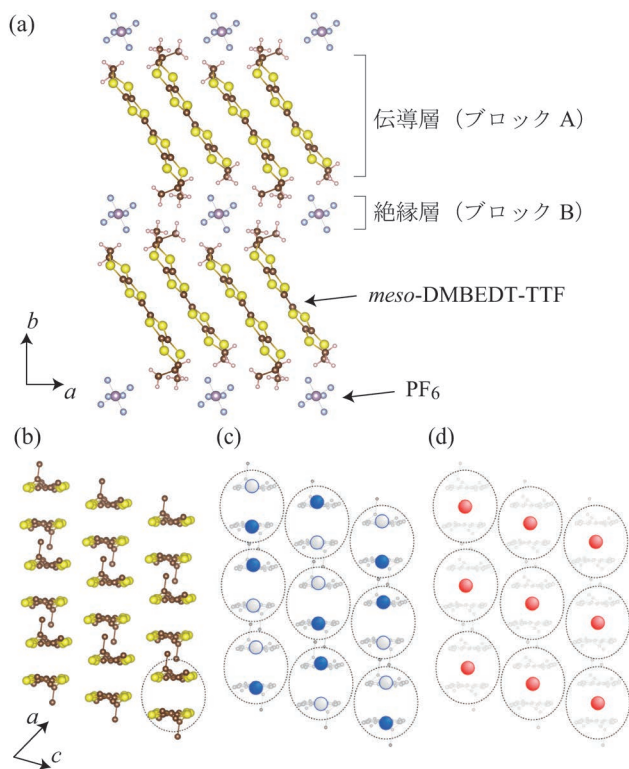 (a)
伝導層（ブロック A）
絶縁層（ブロック B）
meso-DMBEDT-TTF
PF6
b
a
(b)
(c)
(d)
a
c